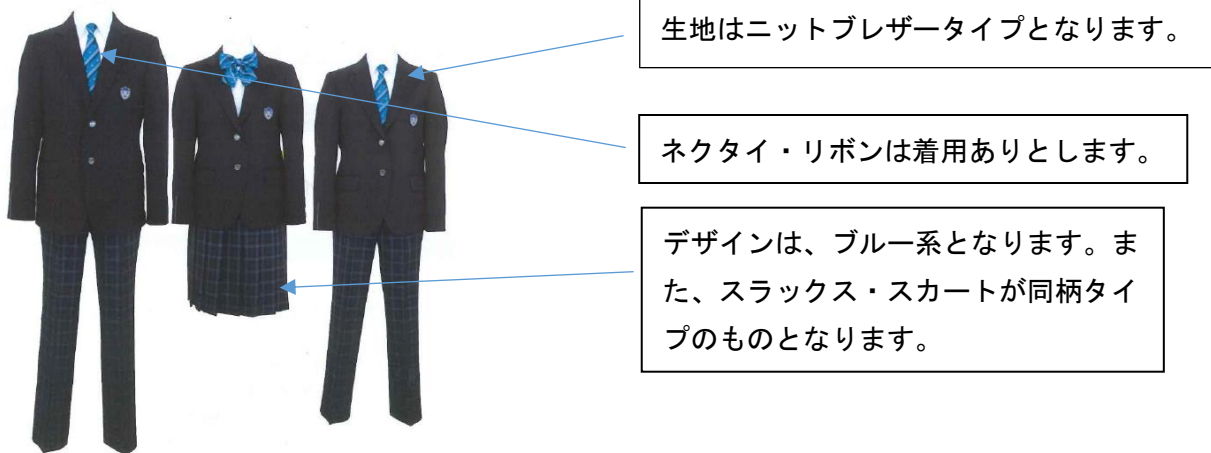 生地はニットブレザータイプとなります。
ネクタイ・リボンは着用ありとします。
デザインは、ブルー系となります。ま
た、スラックス・スカートが同柄タイ
プのものとなります。